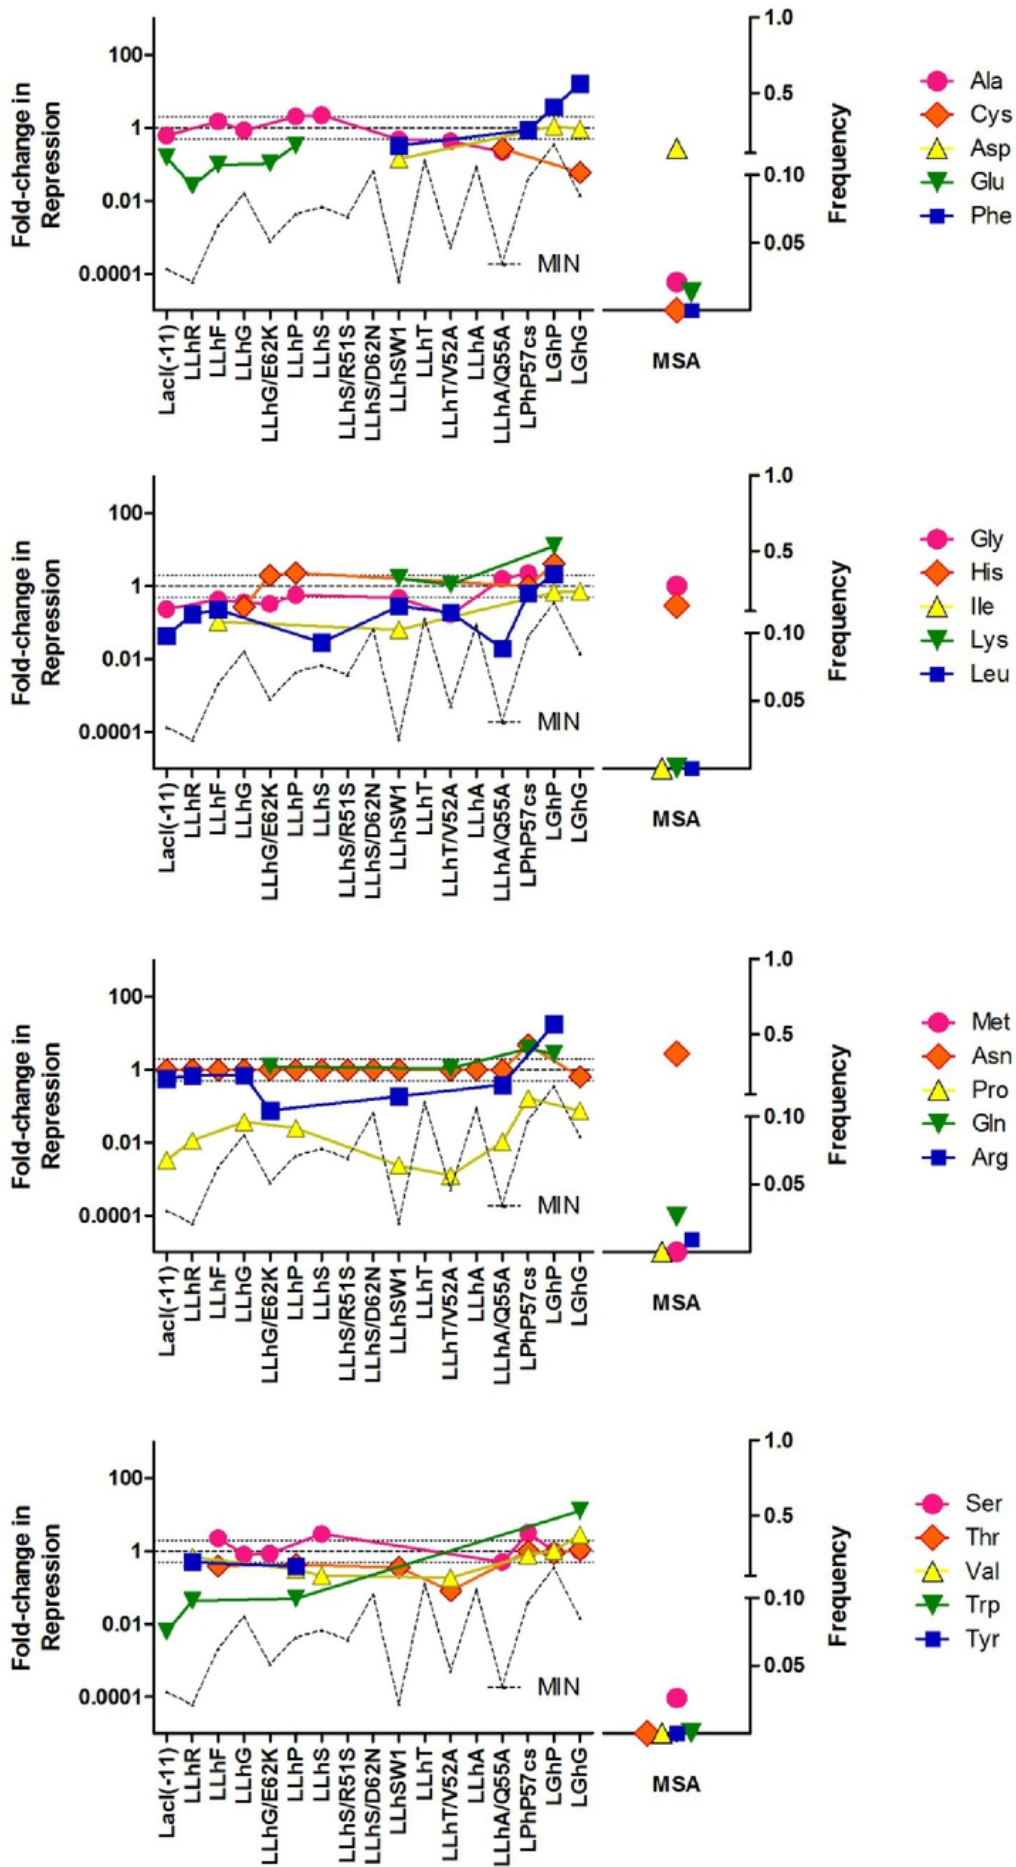 Fold-change in
Repression
100
1
0.01
0.0001
MIN
LacI(-11)
LLhR
LLhF
LLhG
LLhG/E62K
LLhP
LLhS
LLhS/R51S
LLhS/D62N
LLhSW1
LLhT
LLhT/V52A
LLhA
LLhA/Q55A
LPhP57cs
LGhP
LGhG
MSA
1.0
0.5
0.10
0.05
Frequency
Ala
Cys
Asp
Glu
Phe
Fold-change in
Repression
100
1
0.01
0.0001
MIN
LacI(-11)
LLhR
LLhF
LLhG
LLhG/E62K
LLhP
LLhS
LLhS/R51S
LLhS/D62N
LLhSW1
LLhT
LLhT/V52A
LLhA
LLhA/Q55A
LPhP57cs
LGhP
LGhG
MSA
1.0
0.5
0.10
0.05
Frequency
Gly
His
Ile
Lys
Leu
Fold-change in
Repression
100
1
0.01
0.0001
MIN
LacI(-11)
LLhR
LLhF
LLhG
LLhG/E62K
LLhP
LLhS
LLhS/R51S
LLhS/D62N
LLhSW1
LLhT
LLhT/V52A
LLhA
LLhA/Q55A
LPhP57cs
LGhP
LGhG
MSA
1.0
0.5
0.10
0.05
Frequency
Met
Asn
Pro
Gln
Arg
Fold-change in
Repression
100
1
0.01
0.0001
MIN
LacI(-11)
LLhR
LLhF
LLhG
LLhG/E62K
LLhP
LLhS
LLhS/R51S
LLhS/D62N
LLhSW1
LLhT
LLhT/V52A
LLhA
LLhA/Q55A
LPhP57cs
LGhP
LGhG
MSA
1.0
0.5
0.10
0.05
Frequency
Ser
Thr
Val
Trp
Tyr